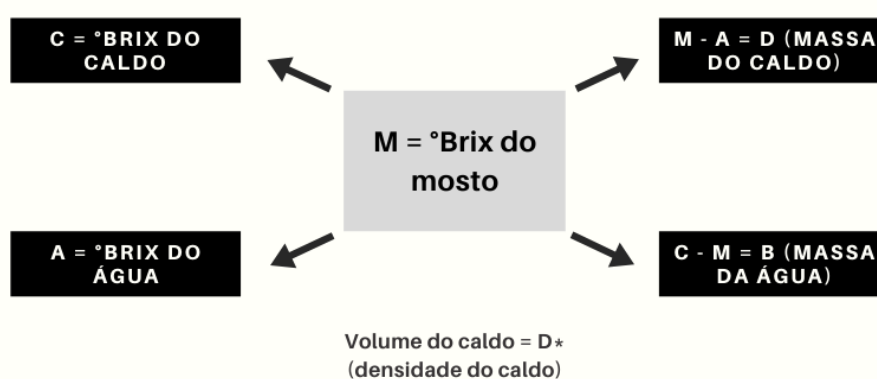 C = °BRIX DO
CALDO
M - A = D (MASSA
DO CALDO)
M = °Brix do
mosto
A = °BRIX DO
ÁGUA
C - M = B (MASSA
DA ÁGUA)
Volume do caldo = D*
(densidade do caldo)